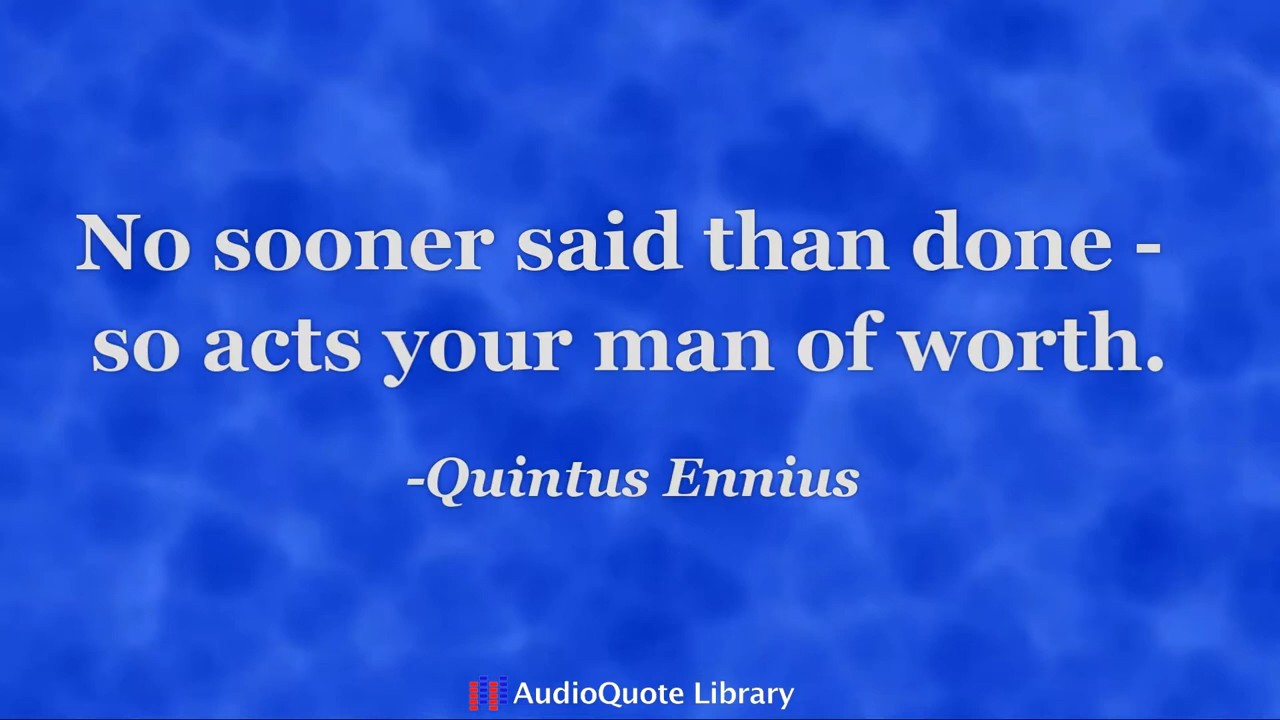 No sooner said than done -
so acts your man of worth.
-Quintus Ennius
AudioQuote Library